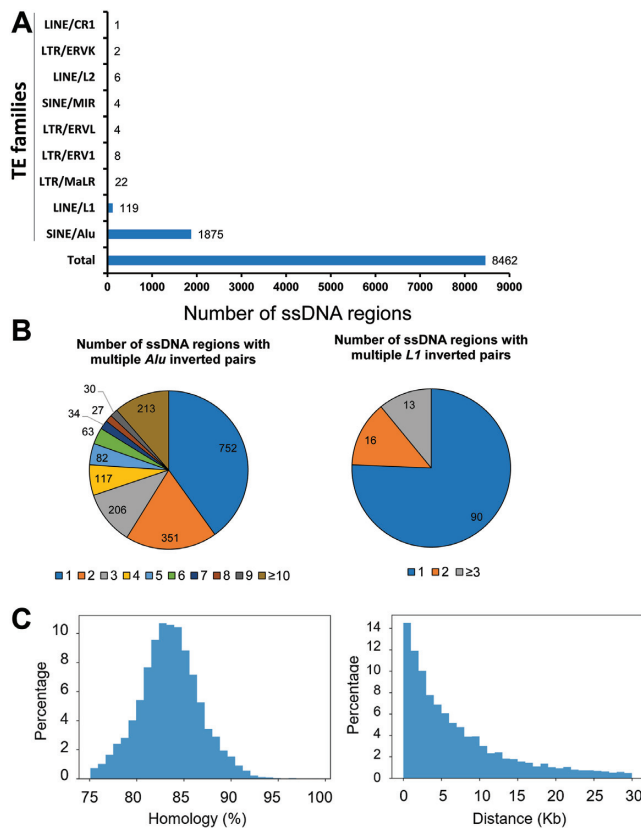 A
TE families
LINE/CR1 1
LTR/ERVK 2
LINE/L2 6
SINE/MIR 4
LTR/ERVL 4
LTR/ERV1 8
LTR/MaLR 22
LINE/L1 119
SINE/Alu 1875
Total 8462
0 1000 2000 3000 4000 5000 6000 7000 8000 9000
Number of ssDNA regions
B
Number of ssDNA regions with
multiple Alu inverted pairs
752
351
206
117
82
63
34
27
30
213
1 2 3 4 5 6 7 8 9 ≥10
Number of ssDNA regions with
multiple L1 inverted pairs
90
16
13
1 2 ≥3
C
Percentage
10
8
6
4
2
0
75 80 85 90 95 100
Homology (%)
Percentage
14
12
10
8
6
4
2
0
0 5 10 15 20 25 30
Distance (Kb)